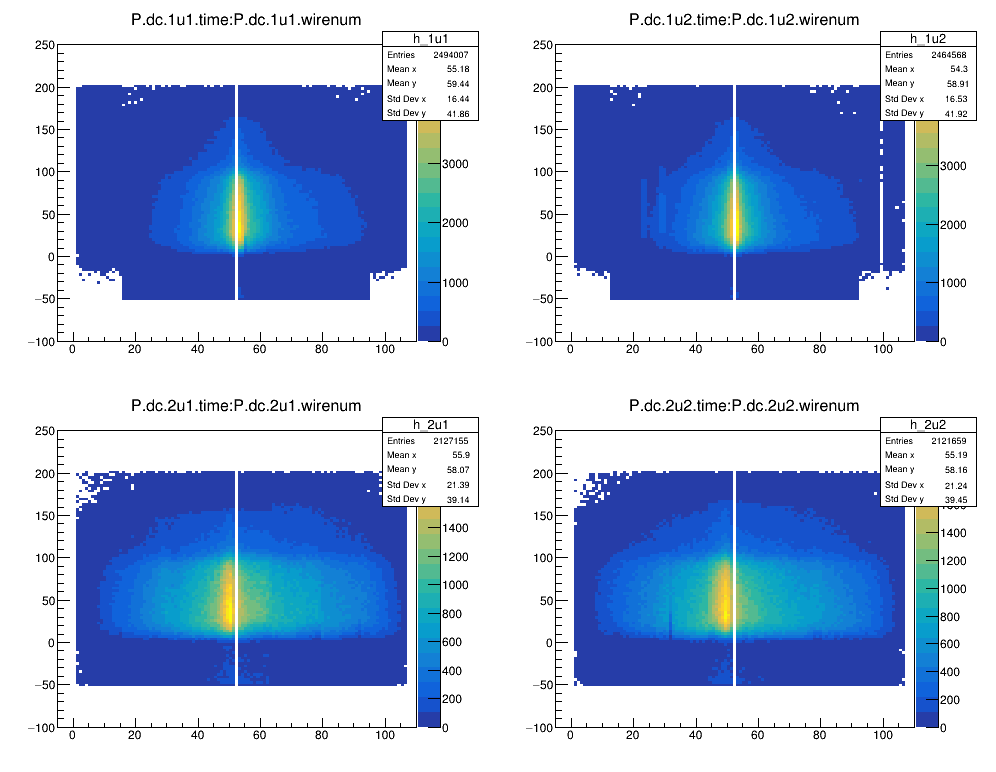 P.dc.1u1.time:P.dc.1u1.wirenum
h_1u1
Entries 2494007
Mean x 55.18
Mean y 59.44
Std Dev x 16.44
Std Dev y 41.86
250
200
150
100
50
0
−50
−100
0 20 40 60 80 100
3000
2000
1000
0
P.dc.1u2.time:P.dc.1u2.wirenum
h_1u2
Entries 2464568
Mean x 54.3
Mean y 58.91
Std Dev x 16.53
Std Dev y 41.92
250
200
150
100
50
0
−50
−100
0 20 40 60 80 100
3000
2000
1000
0
P.dc.2u1.time:P.dc.2u1.wirenum
h_2u1
Entries 2127155
Mean x 55.9
Mean y 58.07
Std Dev x 21.39
Std Dev y 39.14
250
200
150
100
50
0
−50
−100
0 20 40 60 80 100
1400
1200
1000
800
600
400
200
0
P.dc.2u2.time:P.dc.2u2.wirenum
h_2u2
Entries 2121659
Mean x 55.19
Mean y 58.16
Std Dev x 21.24
Std Dev y 39.45
250
200
150
100
50
0
−50
−100
0 20 40 60 80 100
1400
1200
1000
800
600
400
200
0